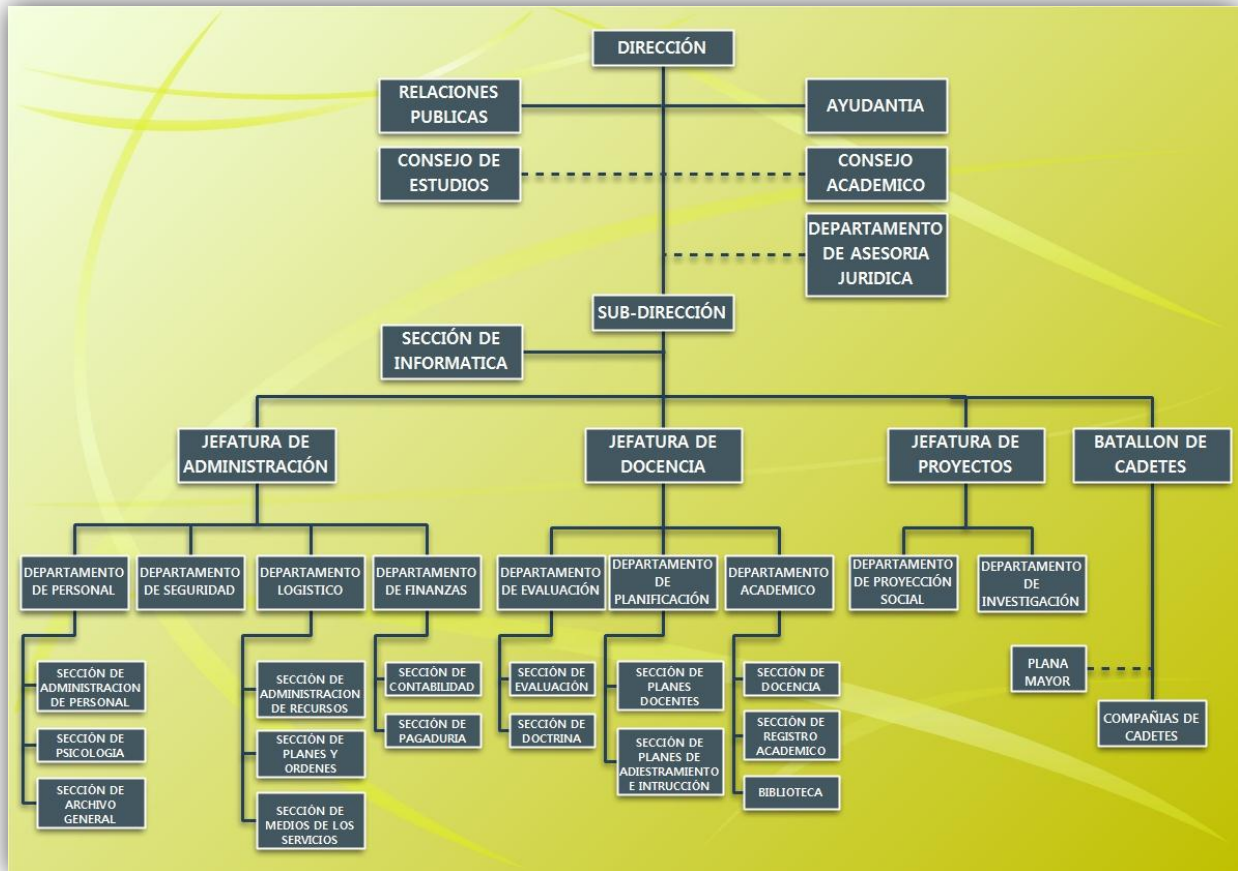 DIRECCIÓN
RELACIONES
PUBLICAS
AYUDANTIA
CONSEJO DE
ESTUDIOS
CONSEJO
ACADEMICO
DEPARTAMENTO
DE ASESORIA
JURIDICA
SUB-DIRECCIÓN
SECCIÓN DE
INFORMATICA
JEFATURA DE
ADMINISTRACIÓN
JEFATURA DE
DOCENCIA
JEFATURA DE
PROYECTOS
BATALLON DE
CADETES
DEPARTAMENTO
DE PERSONAL
DEPARTAMENTO
DE SEGURIDAD
DEPARTAMENTO
LOGISTICO
DEPARTAMENTO
DE FINANZAS
DEPARTAMENTO
DE EVALUACIÓN
DEPARTAMENTO
DE
PLANIFICACIÓN
DEPARTAMENTO
ACADEMICO
DEPARTAMENTO
DE PROYECCIÓN
SOCIAL
DEPARTAMENTO
DE
INVESTIGACIÓN
SECCIÓN DE
ADMINISTRACION
DE PERSONAL
SECCIÓN DE
PSICOLOGIA
SECCIÓN DE
ARCHIVO
GENERAL
SECCIÓN DE
ADMINISTRACION
DE RECURSOS
SECCIÓN DE
PLANES Y
ORDENES
SECCIÓN DE
MEDIOS DE LOS
SERVICIOS
SECCIÓN DE
CONTABILIDAD
SECCIÓN DE
PAGADURIA
SECCIÓN DE
EVALUACIÓN
SECCIÓN DE
DOCTRINA
SECCIÓN DE
PLANES
DOCENTES
SECCIÓN DE
PLANES DE
ADIESTRAMIENTO
E INTRUCCIÓN
SECCIÓN DE
DOCENCIA
SECCIÓN DE
REGISTRO
ACADEMICO
BIBLIOTECA
PLANA
MAYOR
COMPAÑIAS DE
CADETES